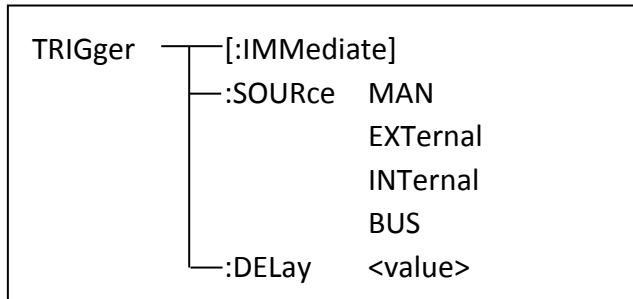 TRIGger [:IMMediate]
:SOURce MAN
EXTernal
INTernal
BUS
:DELay <value>